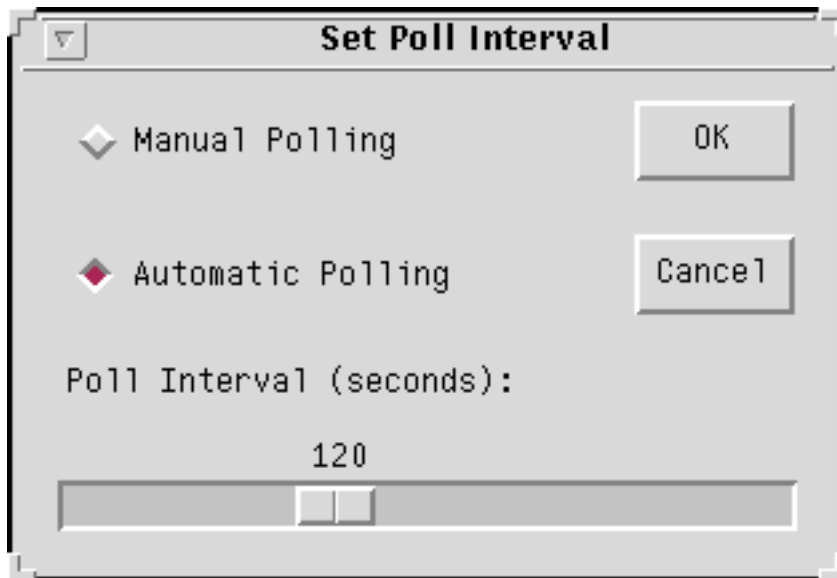 Set Poll Interval
Manual Polling
OK
Automatic Polling
Cancel
Poll Interval (seconds):
120